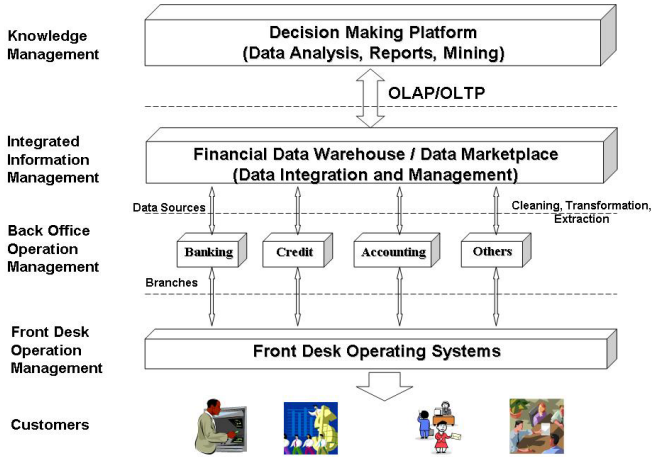 Knowledge
Management
Decision Making Platform
(Data Analysis, Reports, Mining)
OLAP/OLTP
Integrated
Information
Management
Financial Data Warehouse / Data Marketplace
(Data Integration and Management)
Data Sources
Cleaning, Transformation,
Extraction
Back Office
Operation
Management
Banking
Credit
Accounting
Others
Branches
Front Desk
Operation
Management
Front Desk Operating Systems
Customers